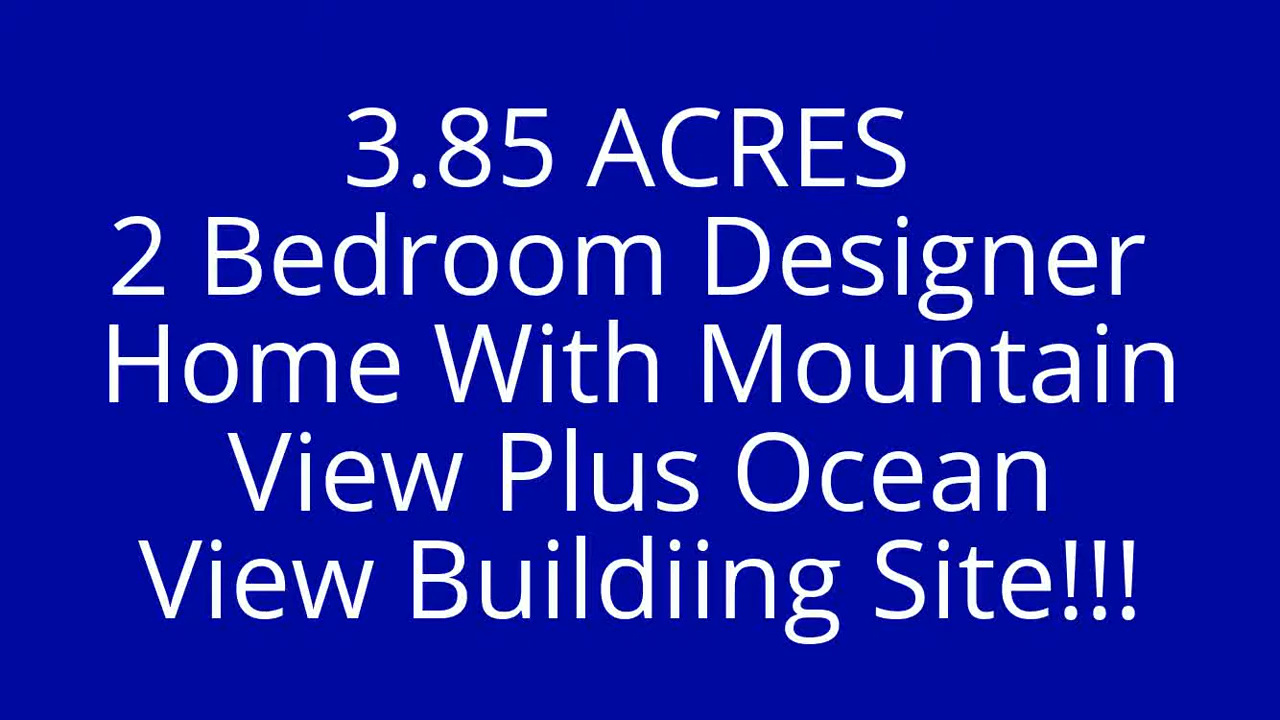 3.85 ACRES
2 Bedroom Designer
Home With Mountain
View Plus Ocean
View Buildiing Site!!!